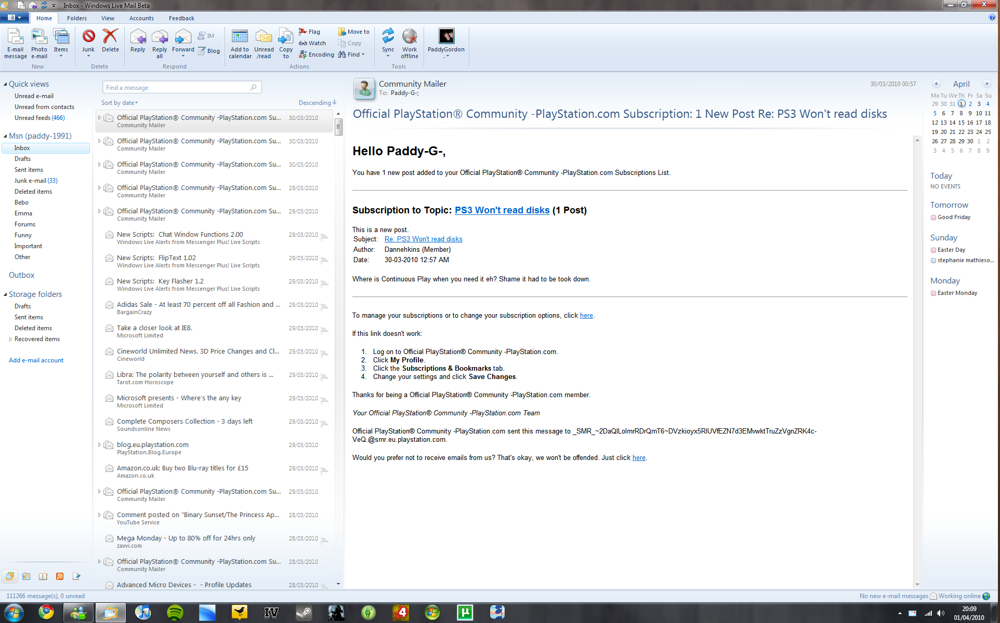 Inbox - Windows Live Mail Beta
Home Folders View Accounts Feedback
E-mail message
Photo e-mail
Items
New
Junk
Delete
Delete
Reply
Reply all
Forward
IM
Blog
Respond
Add to calendar
Unread /read
Copy to
Flag
Watch
Encoding
Move to
Copy
Find
Actions
Sync
Work offline
Tools
PaddyGordon.
Quick views
Unread e-mail
Unread from contacts
Unread feeds (466)
Msn (paddy-1991)
Inbox
Drafts
Sent items
Junk e-mail (33)
Deleted items
Bebo
Emma
Forums
Funny
Important
Other
Outbox
Storage folders
Drafts
Sent items
Deleted items
Recovered items
Add e-mail account
Find a message
Sort by date Descending
Official PlayStation® Community -PlayStation.com Su... 30/03/2010
Community Mailer
Official PlayStation® Community -PlayStation.com Su... 30/03/2010
Community Mailer
Official PlayStation® Community -PlayStation.com Su... 30/03/2010
Community Mailer
Official PlayStation® Community -PlayStation.com Su... 29/03/2010
Community Mailer
Official PlayStation® Community -PlayStation.com Su... 29/03/2010
Community Mailer
New Scripts: Chat Window Functions 2.00 29/03/2010
Windows Live Alerts from Messenger Plus! Live Scripts
New Scripts: FlipText 1.02 29/03/2010
Windows Live Alerts from Messenger Plus! Live Scripts
New Scripts: Key Flasher 1.2 29/03/2010
Windows Live Alerts from Messenger Plus! Live Scripts
Adidas Sale - At least 70 percent off all Fashion and ... 29/03/2010
BargainCrazy
Take a closer look at IE8. 29/03/2010
Microsoft Limited
Cineworld Unlimited News. 3D Price Changes and Cl... 29/03/2010
Cineworld
Libra: The polarity between yourself and others is ... 29/03/2010
Tarot.com Horoscope
Microsoft presents - Where's the any key 29/03/2010
Microsoft Limited
Complete Composers Collection - 3 days left 29/03/2010
Soundsonline News
blog.eu.playstation.com 29/03/2010
PlayStation.Blog.Europe
Amazon.co.uk: Buy two Blu-ray titles for £15 29/03/2010
Amazon.co.uk
Official PlayStation® Community -PlayStation.com Su... 29/03/2010
Community Mailer
Comment posted on "Binary Sunset/The Princess Ap... 28/03/2010
YouTube Service
Mega Monday - Up to 80% off for 24hrs only 28/03/2010
zavvi.com
Official PlayStation® Community -PlayStation.com Su... 28/03/2010
Community Mailer
Advanced Micro Devices - - Profile Updates 28/03/2010
Community Mailer 30/03/2010 00:57
To: Paddy-G-;
Official PlayStation® Community -PlayStation.com Subscription: 1 New Post Re: PS3 Won't read disks
Hello Paddy-G-,
You have 1 new post added to your Official PlayStation® Community -PlayStation.com Subscriptions List.
Subscription to Topic: PS3 Won't read disks (1 Post)
This is a new post.
Subject: Re: PS3 Won't read disks
Author: Dannehkins (Member)
Date: 30-03-2010 12:57 AM
Where is Continuous Play when you need it eh? Shame it had to be took down.
To manage your subscriptions or to change your subscription options, click here.
If this link doesn't work:
1. Log on to Official PlayStation® Community -PlayStation.com.
2. Click My Profile.
3. Click the Subscriptions & Bookmarks tab.
4. Change your settings and click Save Changes.
Thanks for being a Official PlayStation® Community -PlayStation.com member.
Your Official PlayStation® Community -PlayStation.com Team
Official PlayStation® Community -PlayStation.com sent this message to
VeQ.@smr.eu.playstation.com.
Would you prefer not to receive emails from us? That's okay, we won't be offended. Just click here.
April
Mo Tu We Th Fr Sa Su
29 30 31 1 2 3 4
5 6 7 8 9 10 11
12 13 14 15 16 17 18
19 20 21 22 23 24 25
26 27 28 29 30 1 2
3 4 5 6 7 8 9
Today
NO EVENTS
Tomorrow
Good Friday
Sunday
Easter Day
stephanie mathieso...
Monday
Easter Monday
111266 message(s), 0 unread
No new e-mail messages Working online
IV
4
µ
20:09
01/04/2010